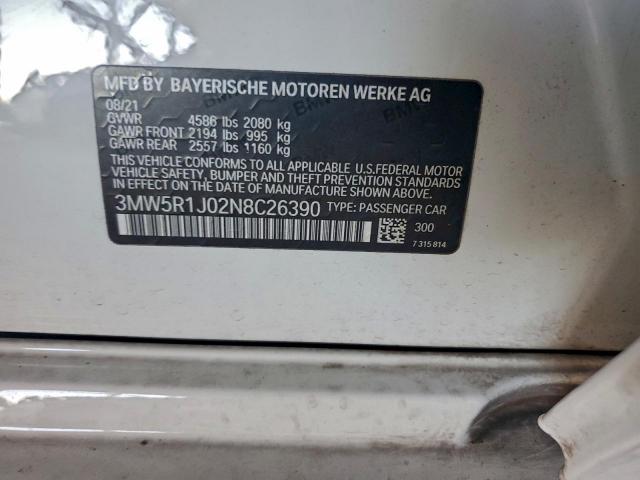 MFD BY BAYERISCHE MOTOREN WERKE AG
08/21
GVWR 4586 lbs 2080 kg
GAWR FRONT 2194 lbs 995 kg
GAWR REAR 2557 lbs 1160 kg
THIS VEHICLE CONFORMS TO ALL APPLICABLE U.S.FEDERAL MOTOR
VEHICLE SAFETY, BUMPER AND THEFT PREVENTION STANDARDS
IN EFFECT ON THE DATE OF MANUFACTURE SHOWN ABOVE.
3MW5R1J02N8C26390 TYPE: PASSENGER CAR
300
7 315 814